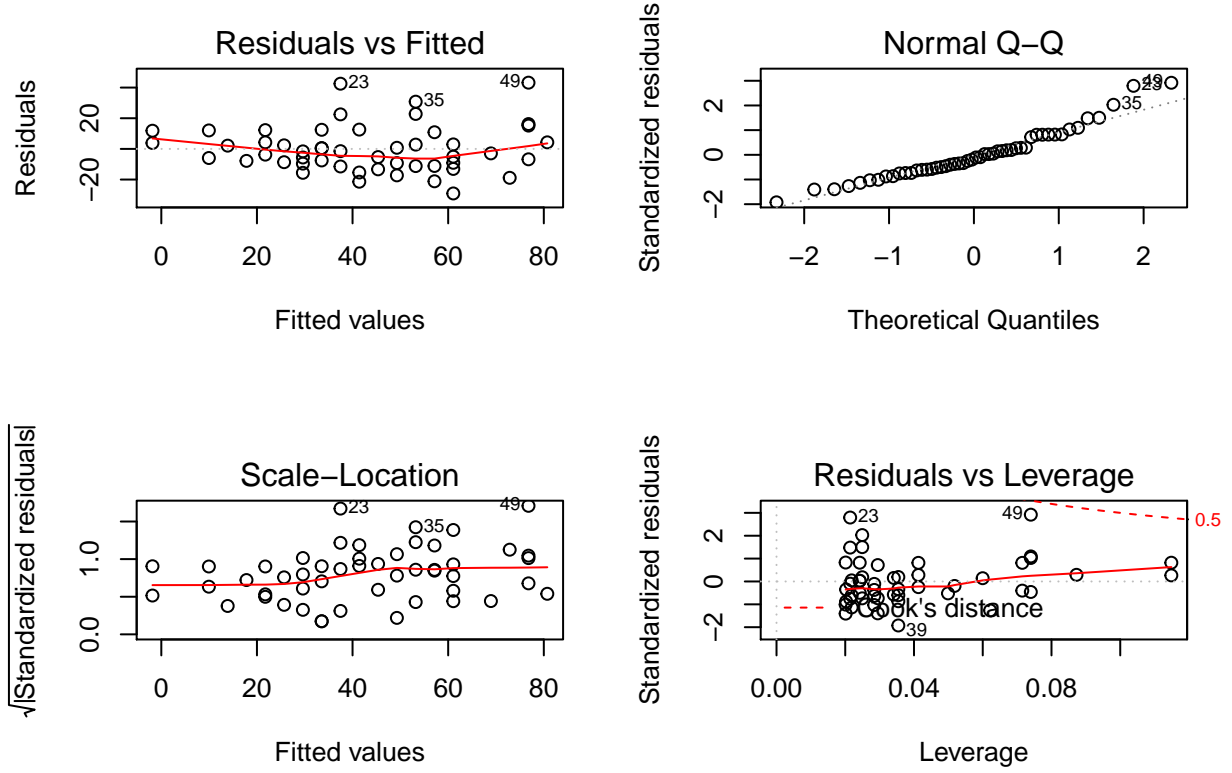 Residuals vs Fitted
Residuals
20
−20
23
35
49
0 20 40 60 80
Fitted values
Normal Q−Q
Standardized residuals
2
0
−2
49
23
35
−2 −1 0 1 2
Theoretical Quantiles
Scale−Location
√|Standardized residuals|
1.0
0.0
23
35
49
0 20 40 60 80
Fitted values
Residuals vs Leverage
Standardized residuals
2
0
−2
23
49
39
0.5
Cook's distance
0.00 0.04 0.08
Leverage